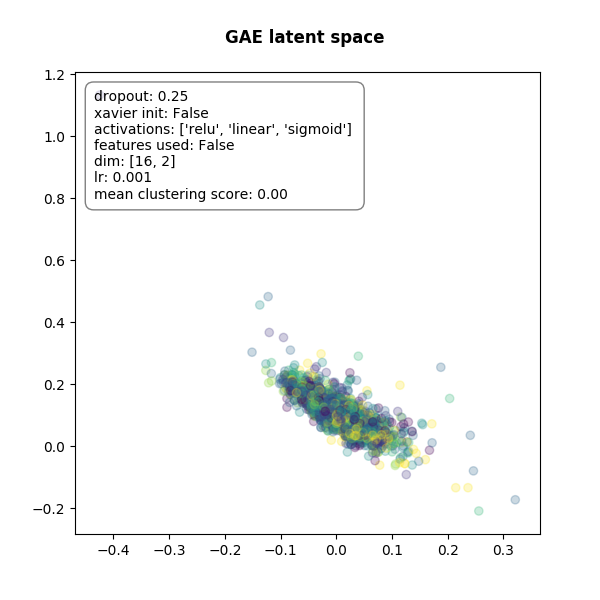 GAE latent space
dropout: 0.25
xavier init: False
activations: ['relu', 'linear', 'sigmoid']
features used: False
dim: [16, 2]
lr: 0.001
mean clustering score: 0.00
1.2
1.0
0.8
0.6
0.4
0.2
0.0
−0.2
−0.4 −0.3 −0.2 −0.1 0.0 0.1 0.2 0.3